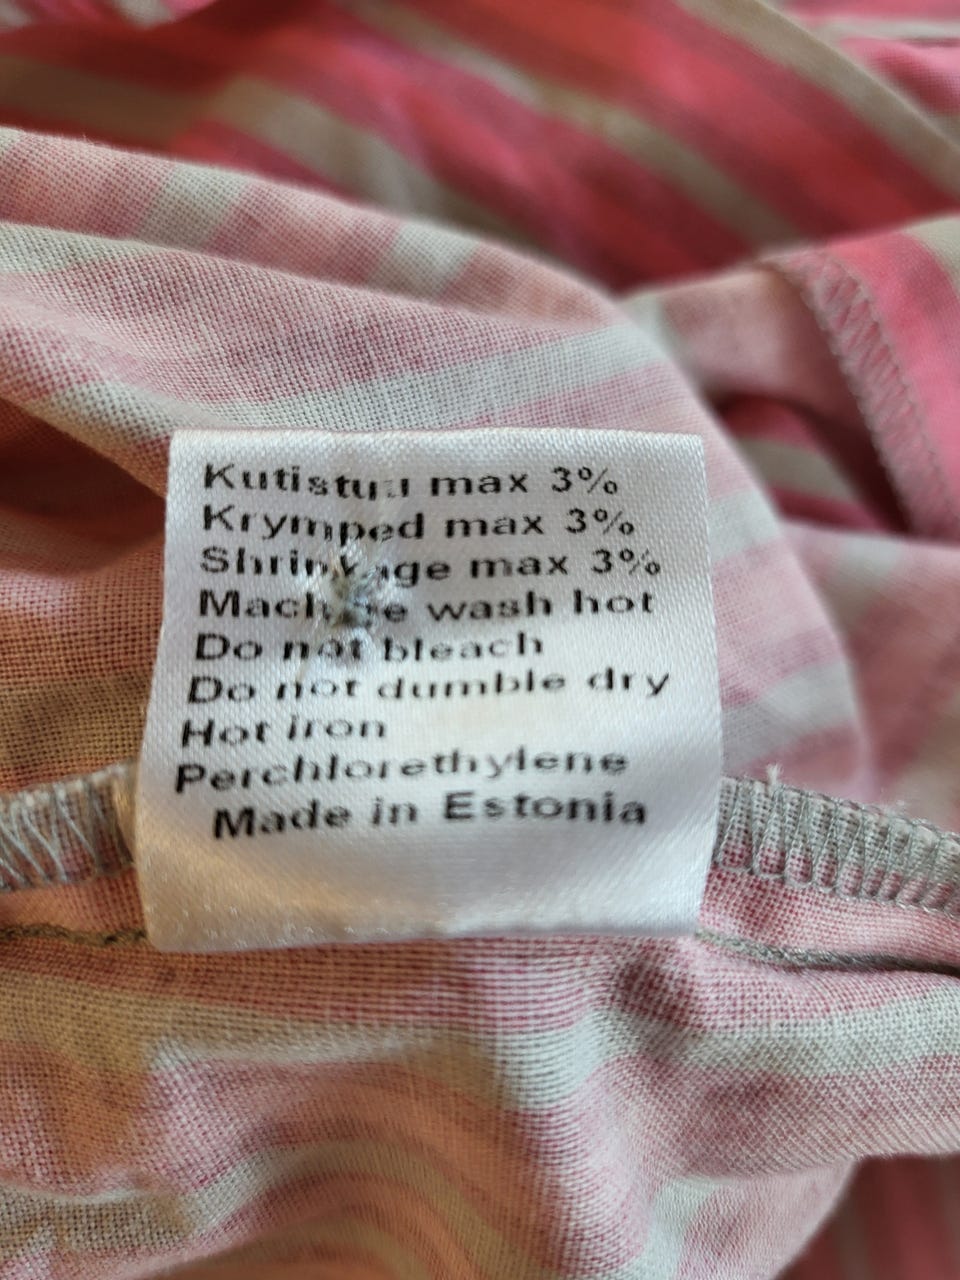 Kutistuu max 3%
Krymped max 3%
Shrinkage max 3%
Machine wash hot
Do not bleach
Do not dumble dry
Hot iron
Perchlorethylene
Made in Estonia